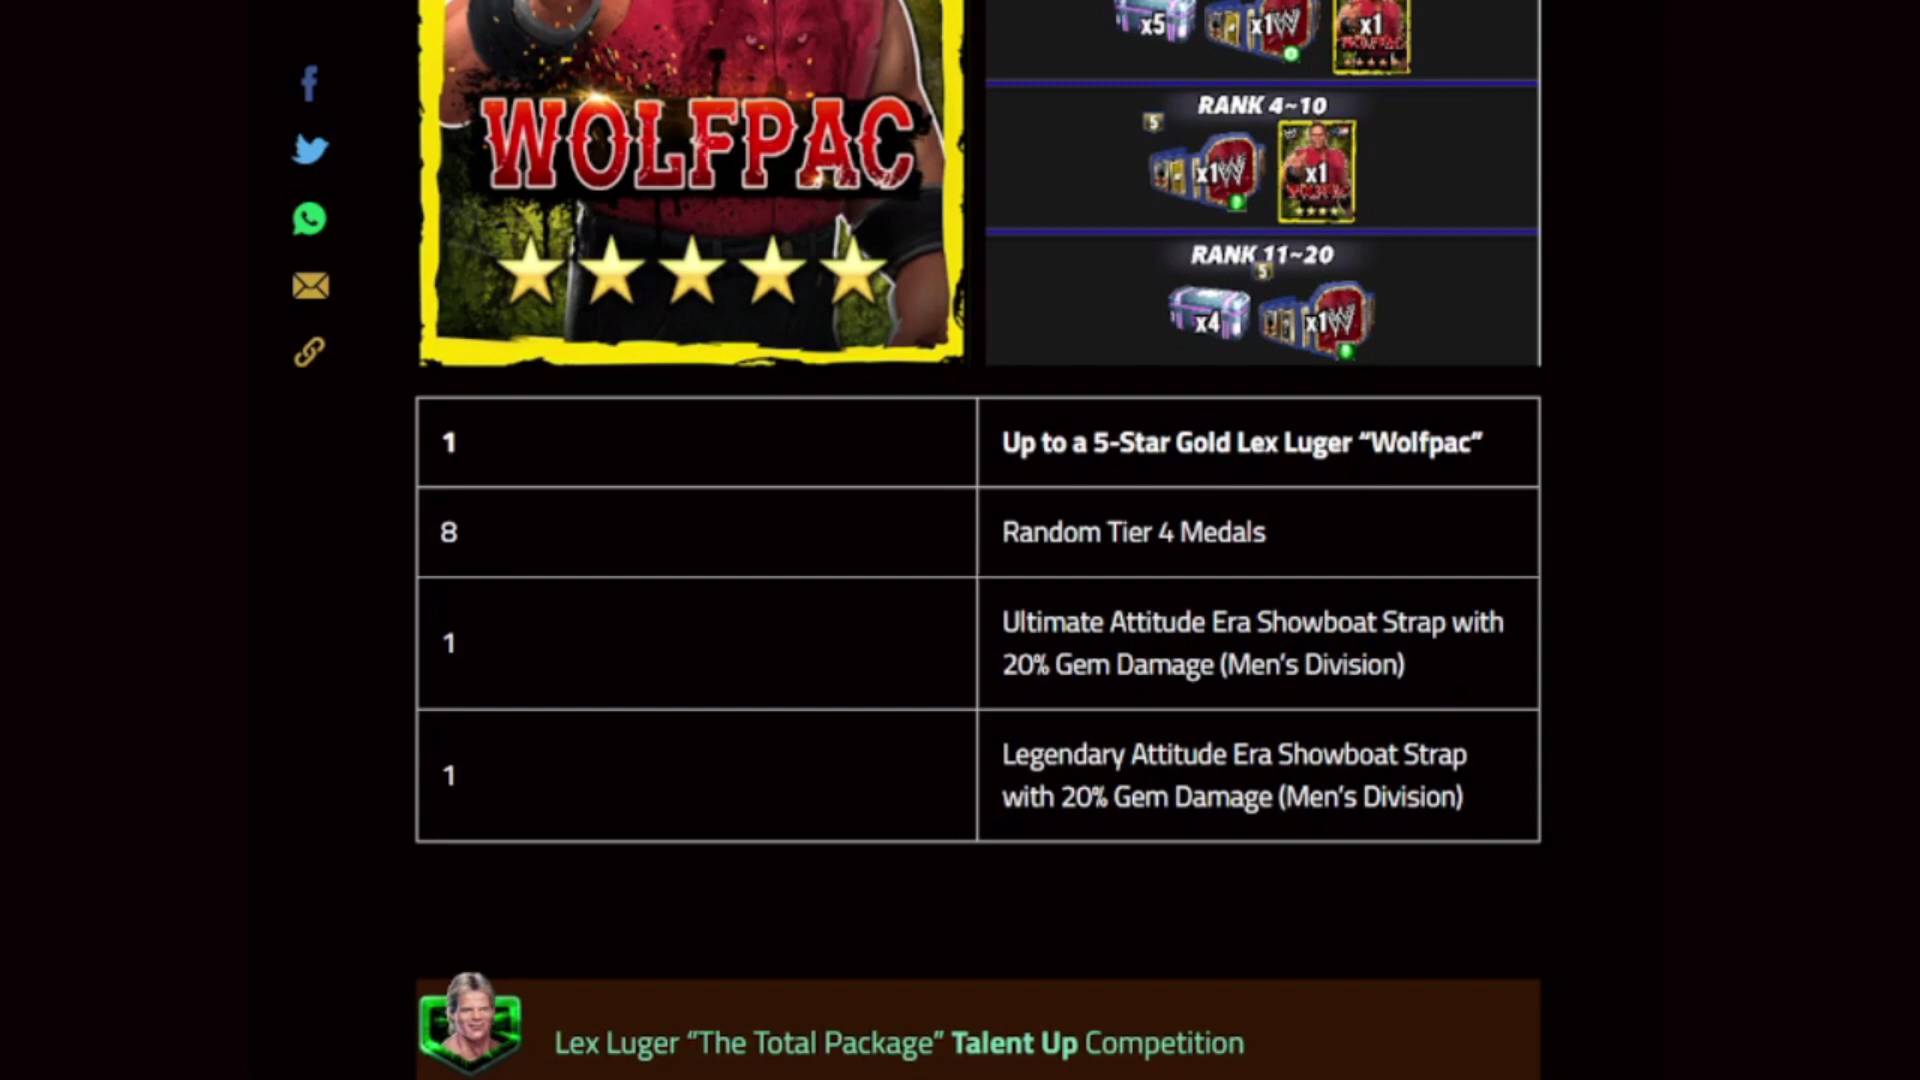 x5
x1
x1
WOLFPAC
RANK 4~10
5
x1
x1
WOLFPAC
RANK 11~20
5
x4
x1
1
Up to a 5-Star Gold Lex Luger “Wolfpac”
8
Random Tier 4 Medals
1
Ultimate Attitude Era Showboat Strap with
20% Gem Damage (Men’s Division)
1
Legendary Attitude Era Showboat Strap
with 20% Gem Damage (Men’s Division)
Lex Luger “The Total Package” Talent Up Competition